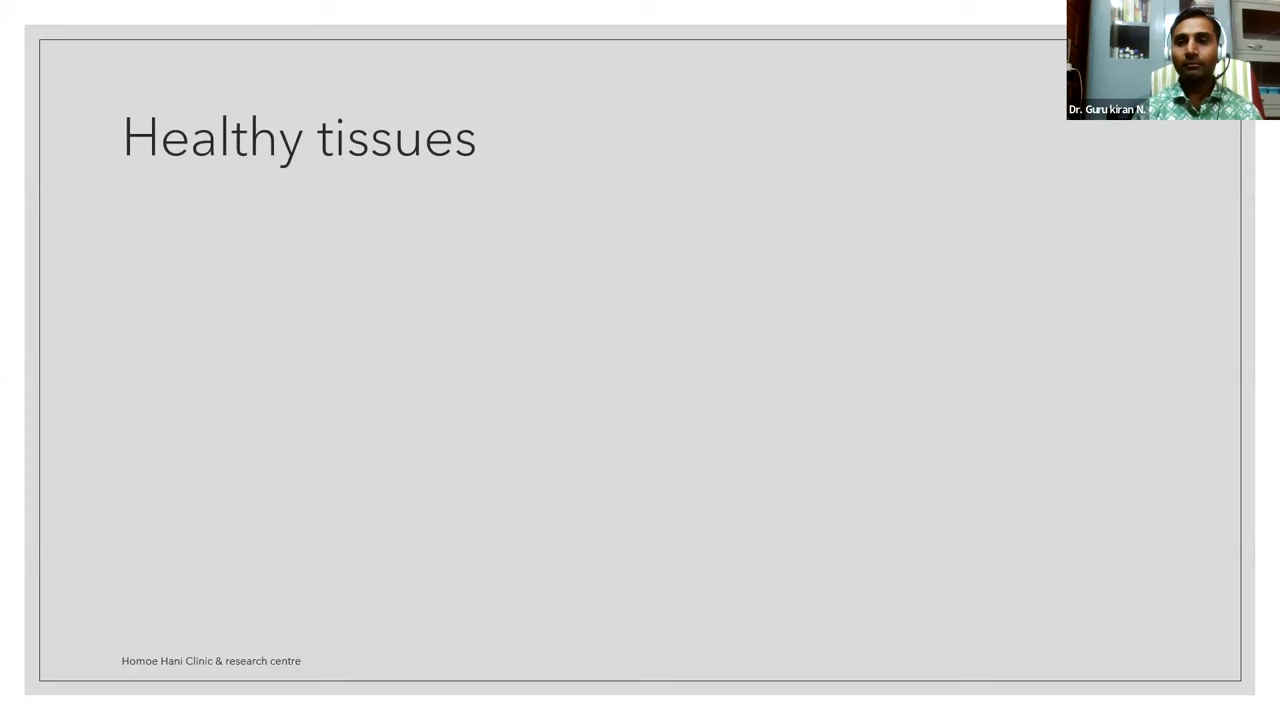 Dr. Guru kiran N.
Healthy tissues
Homoe Hani Clinic & research centre